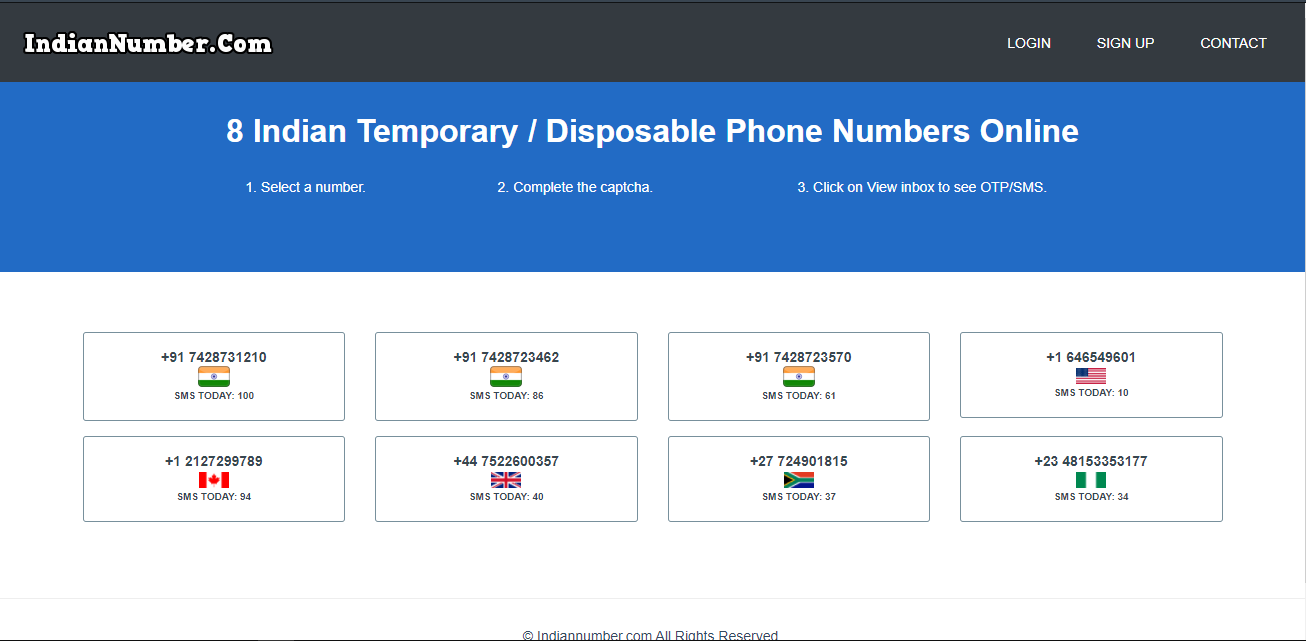 IndianNumber.Com
LOGIN SIGN UP CONTACT
8 Indian Temporary / Disposable Phone Numbers Online
1. Select a number. 2. Complete the captcha. 3. Click on View inbox to see OTP/SMS.
+91 7428731210
SMS TODAY: 100
+91 7428723462
SMS TODAY: 86
+91 7428723570
SMS TODAY: 61
+1 646549601
SMS TODAY: 10
+1 2127299789
SMS TODAY: 94
+44 7522600357
SMS TODAY: 40
+27 724901815
SMS TODAY: 37
+23 48153353177
SMS TODAY: 34
© Indiannumber.com All Rights Reserved